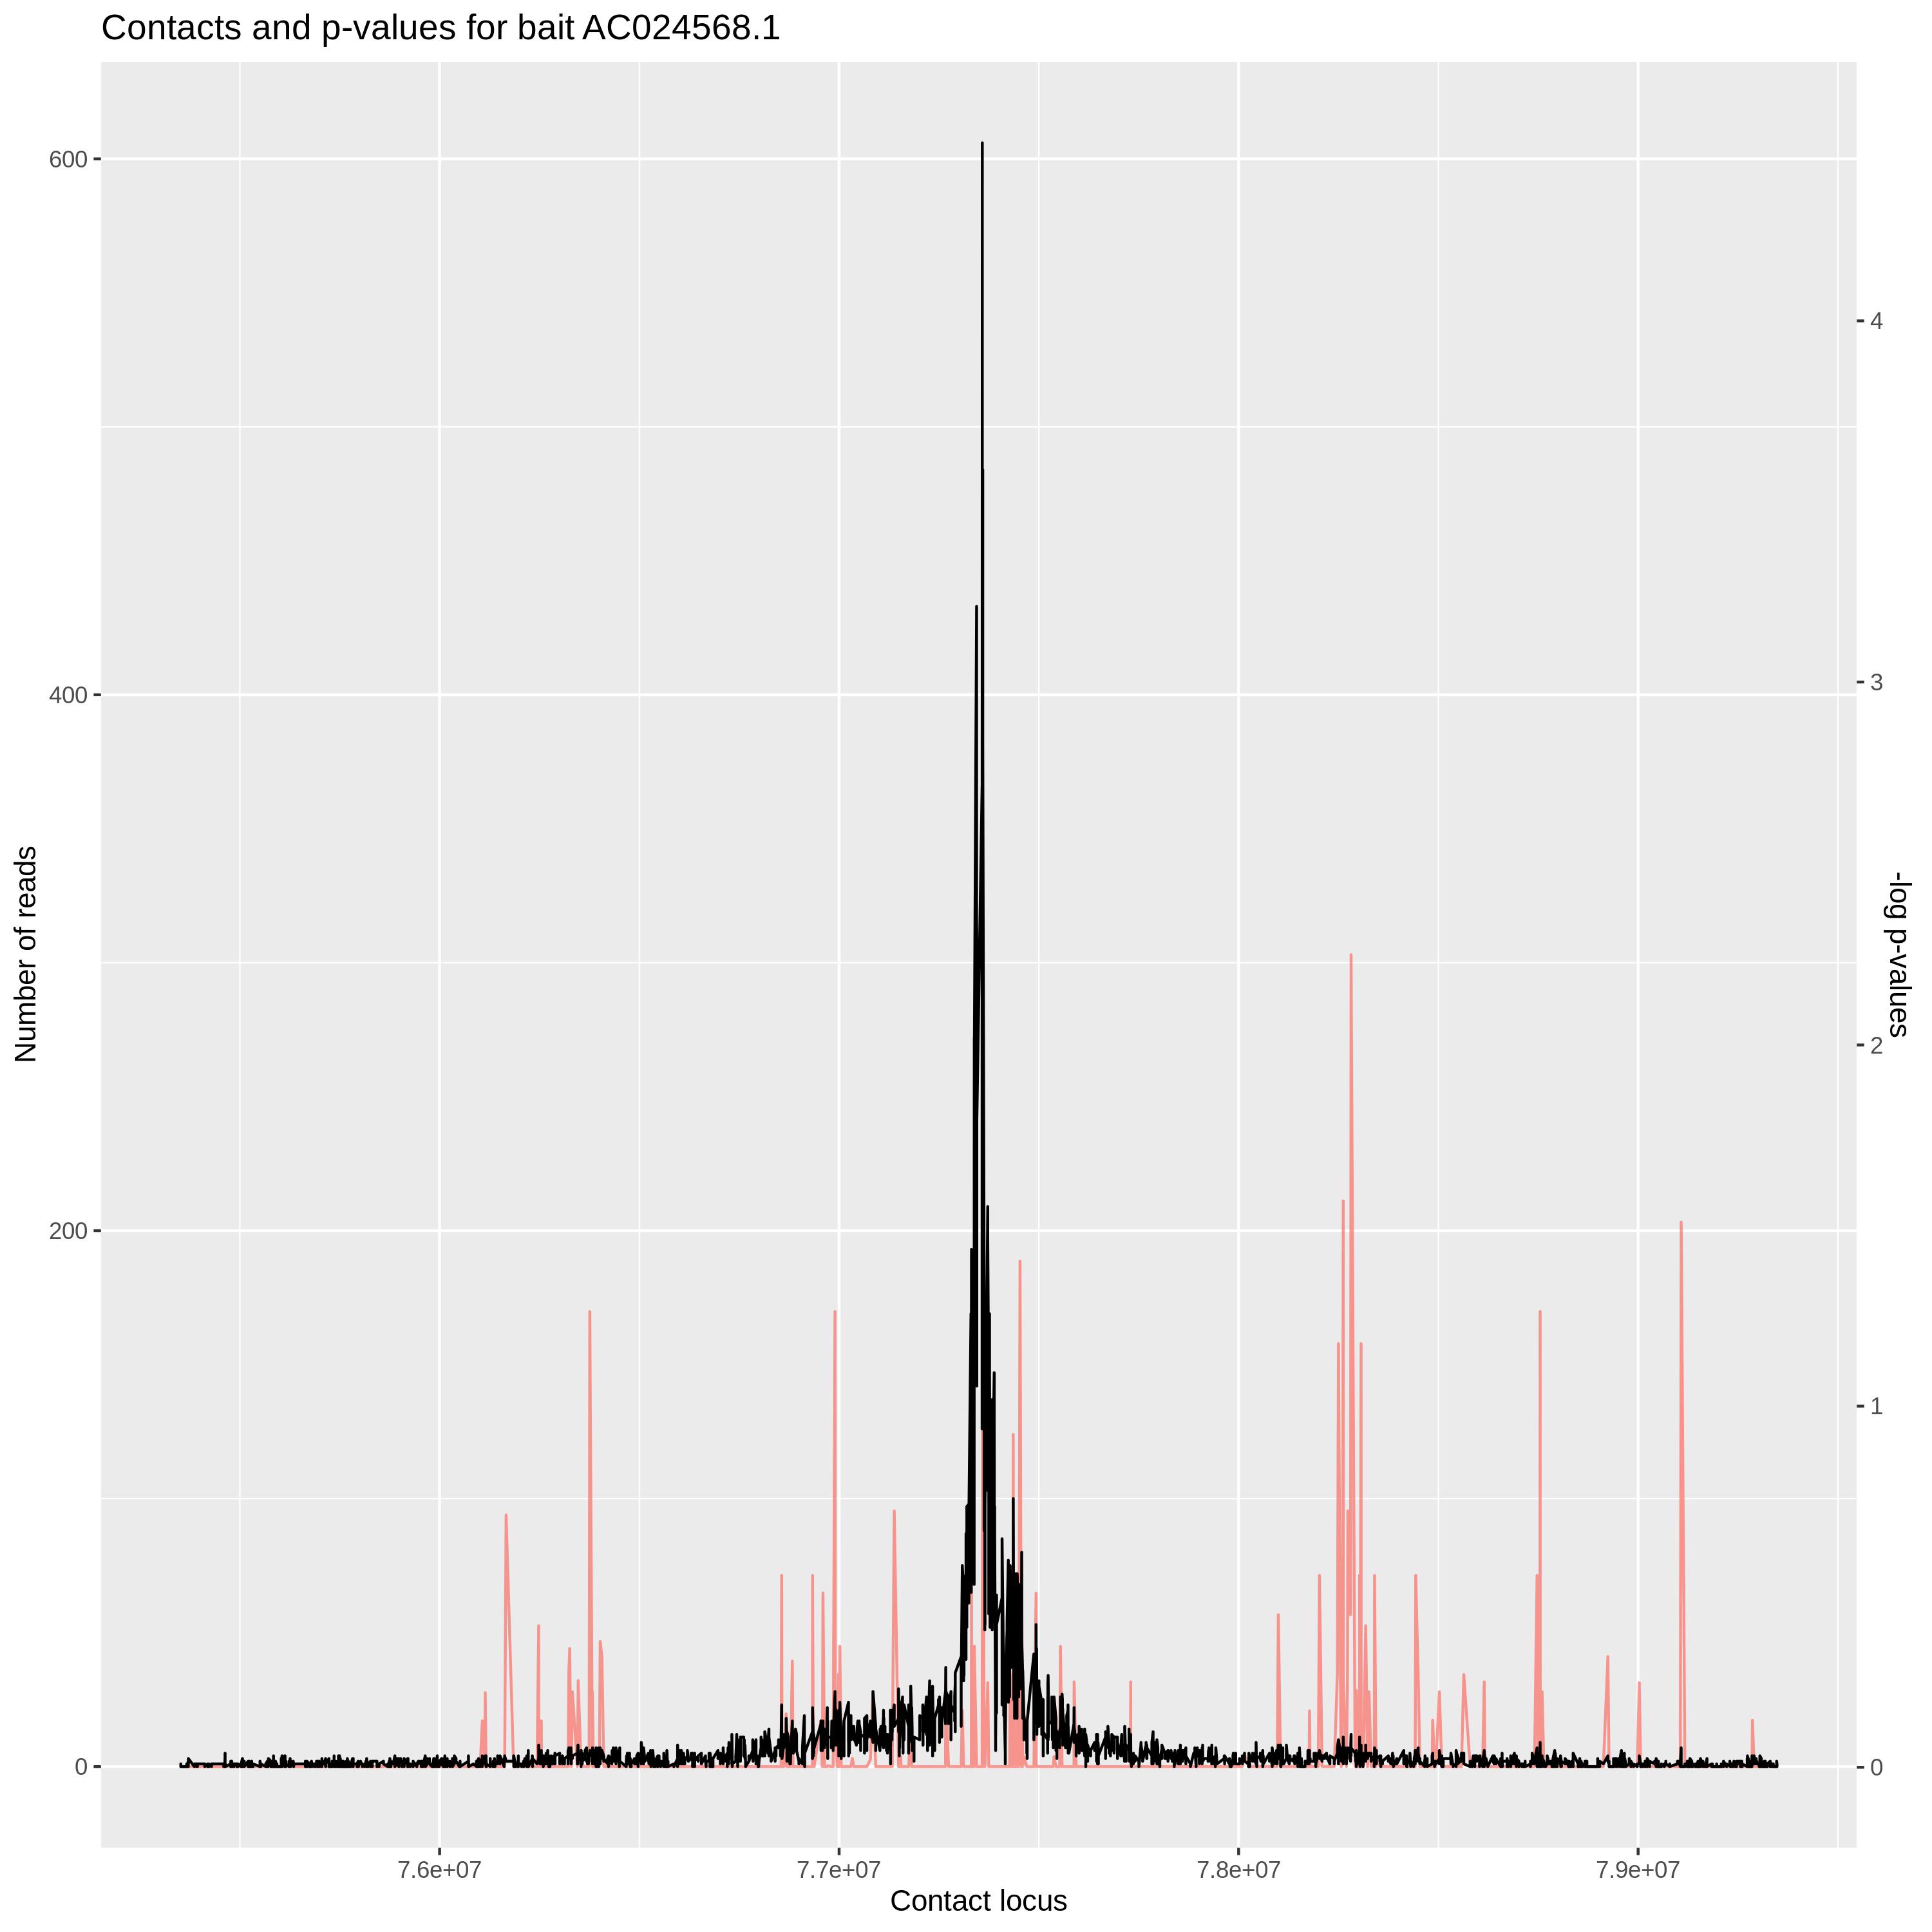 Contacts and p-values for bait AC024568.1
600
400
200
0
Number of reads
4
3
2
1
0
-log p-values
7.6e+07
7.7e+07
7.8e+07
7.9e+07
Contact locus